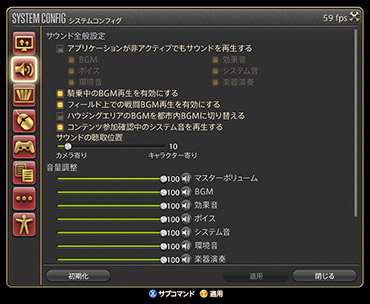 SYSTEM CONFIG システムコンフィグ 59 fps
サウンド全般設定
アプリケーションが非アクティブでもサウンドを再生する
BGM 効果音
ボイス システム音
環境音 楽器演奏
騎乗中のBGM再生を有効にする
フィールド上での戦闘BGM再生を有効にする
ハウジングエリアのBGMを都市内BGMに切り替える
コンテンツ参加確認中のシステム音を再生する
サウンドの聴取位置
10
カメラ寄り キャラクター寄り
音量調整
100 マスターボリューム
100 BGM
100 効果音
100 ボイス
100 システム音
100 環境音
100 楽器演奏
初期化 適用 閉じる
X サブコマンド Y 適用